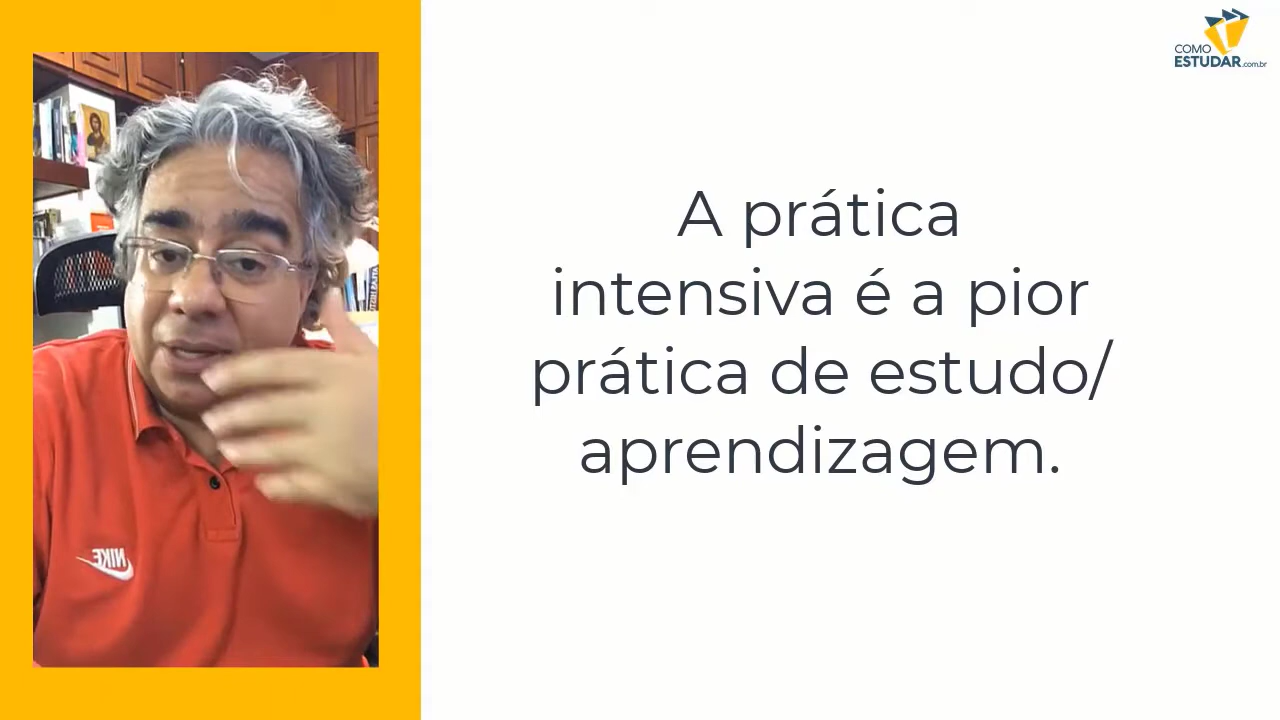 COMO
ESTUDAR.com.br
A prática
intensiva é a pior
prática de estudo/
aprendizagem.
NIKE